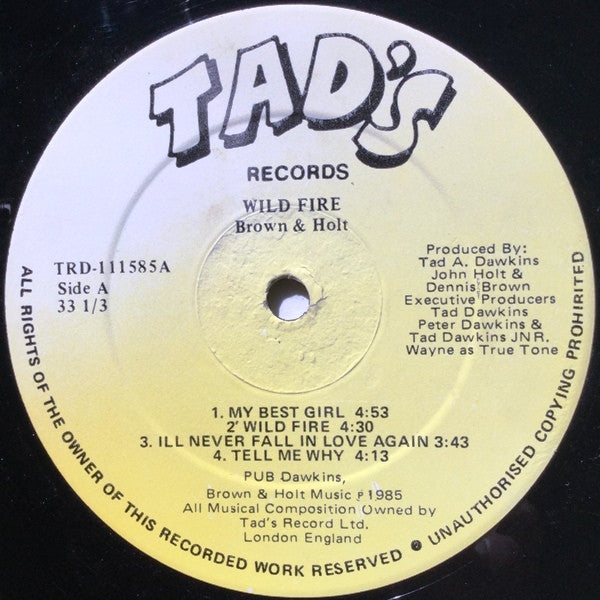 TAD'S
RECORDS
WILD FIRE
Brown & Holt
TRD-111585A
Side A
33 1/3
Produced By:
Tad A. Dawkins
John Holt &
Dennis Brown
Executive Producers
Tad Dawkins
Peter Dawkins &
Tad Dawkins JNR.
Wayne as True Tone
1. MY BEST GIRL 4:53
2' WILD FIRE 4:30
3. ILL NEVER FALL IN LOVE AGAIN 3:43
4. TELL ME WHY 4:13
PUB Dawkins,
Brown & Holt Music ℗ 1985
All Musical Composition Owned by
Tad's Record Ltd.
London England
ALL RIGHTS OF THE OWNER OF THIS RECORDED WORK RESERVED ● UNAUTHORISED COPYING PROHIBITED